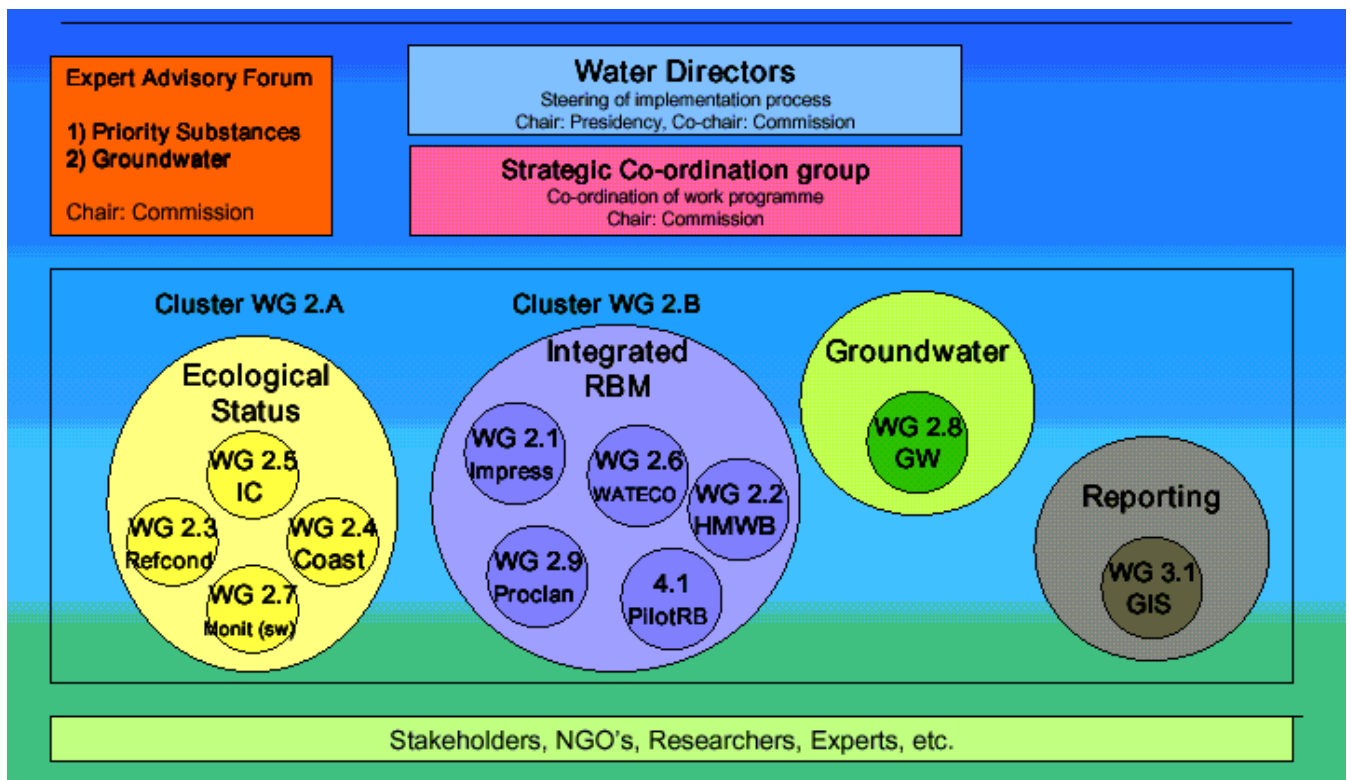 Expert Advisory Forum
1) Priority Substances
2) Groundwater
Chair: Commission
Water Directors
Steering of implementation process
Chair: Presidency, Co-chair: Commission
Strategic Co-ordination group
Co-ordination of work programme
Chair: Commission
Cluster WG 2.A
Ecological
Status
WG 2.5
IC
WG 2.3
Refcond
WG 2.4
Coast
WG 2.7
Monit (sw)
Cluster WG 2.B
Integrated
RBM
WG 2.1
Impress
WG 2.6
WATECO
WG 2.2
HMWB
WG 2.9
Proclan
4.1
PilotRB
Groundwater
WG 2.8
GW
Reporting
WG 3.1
GIS
Stakeholders, NGO's, Researchers, Experts, etc.